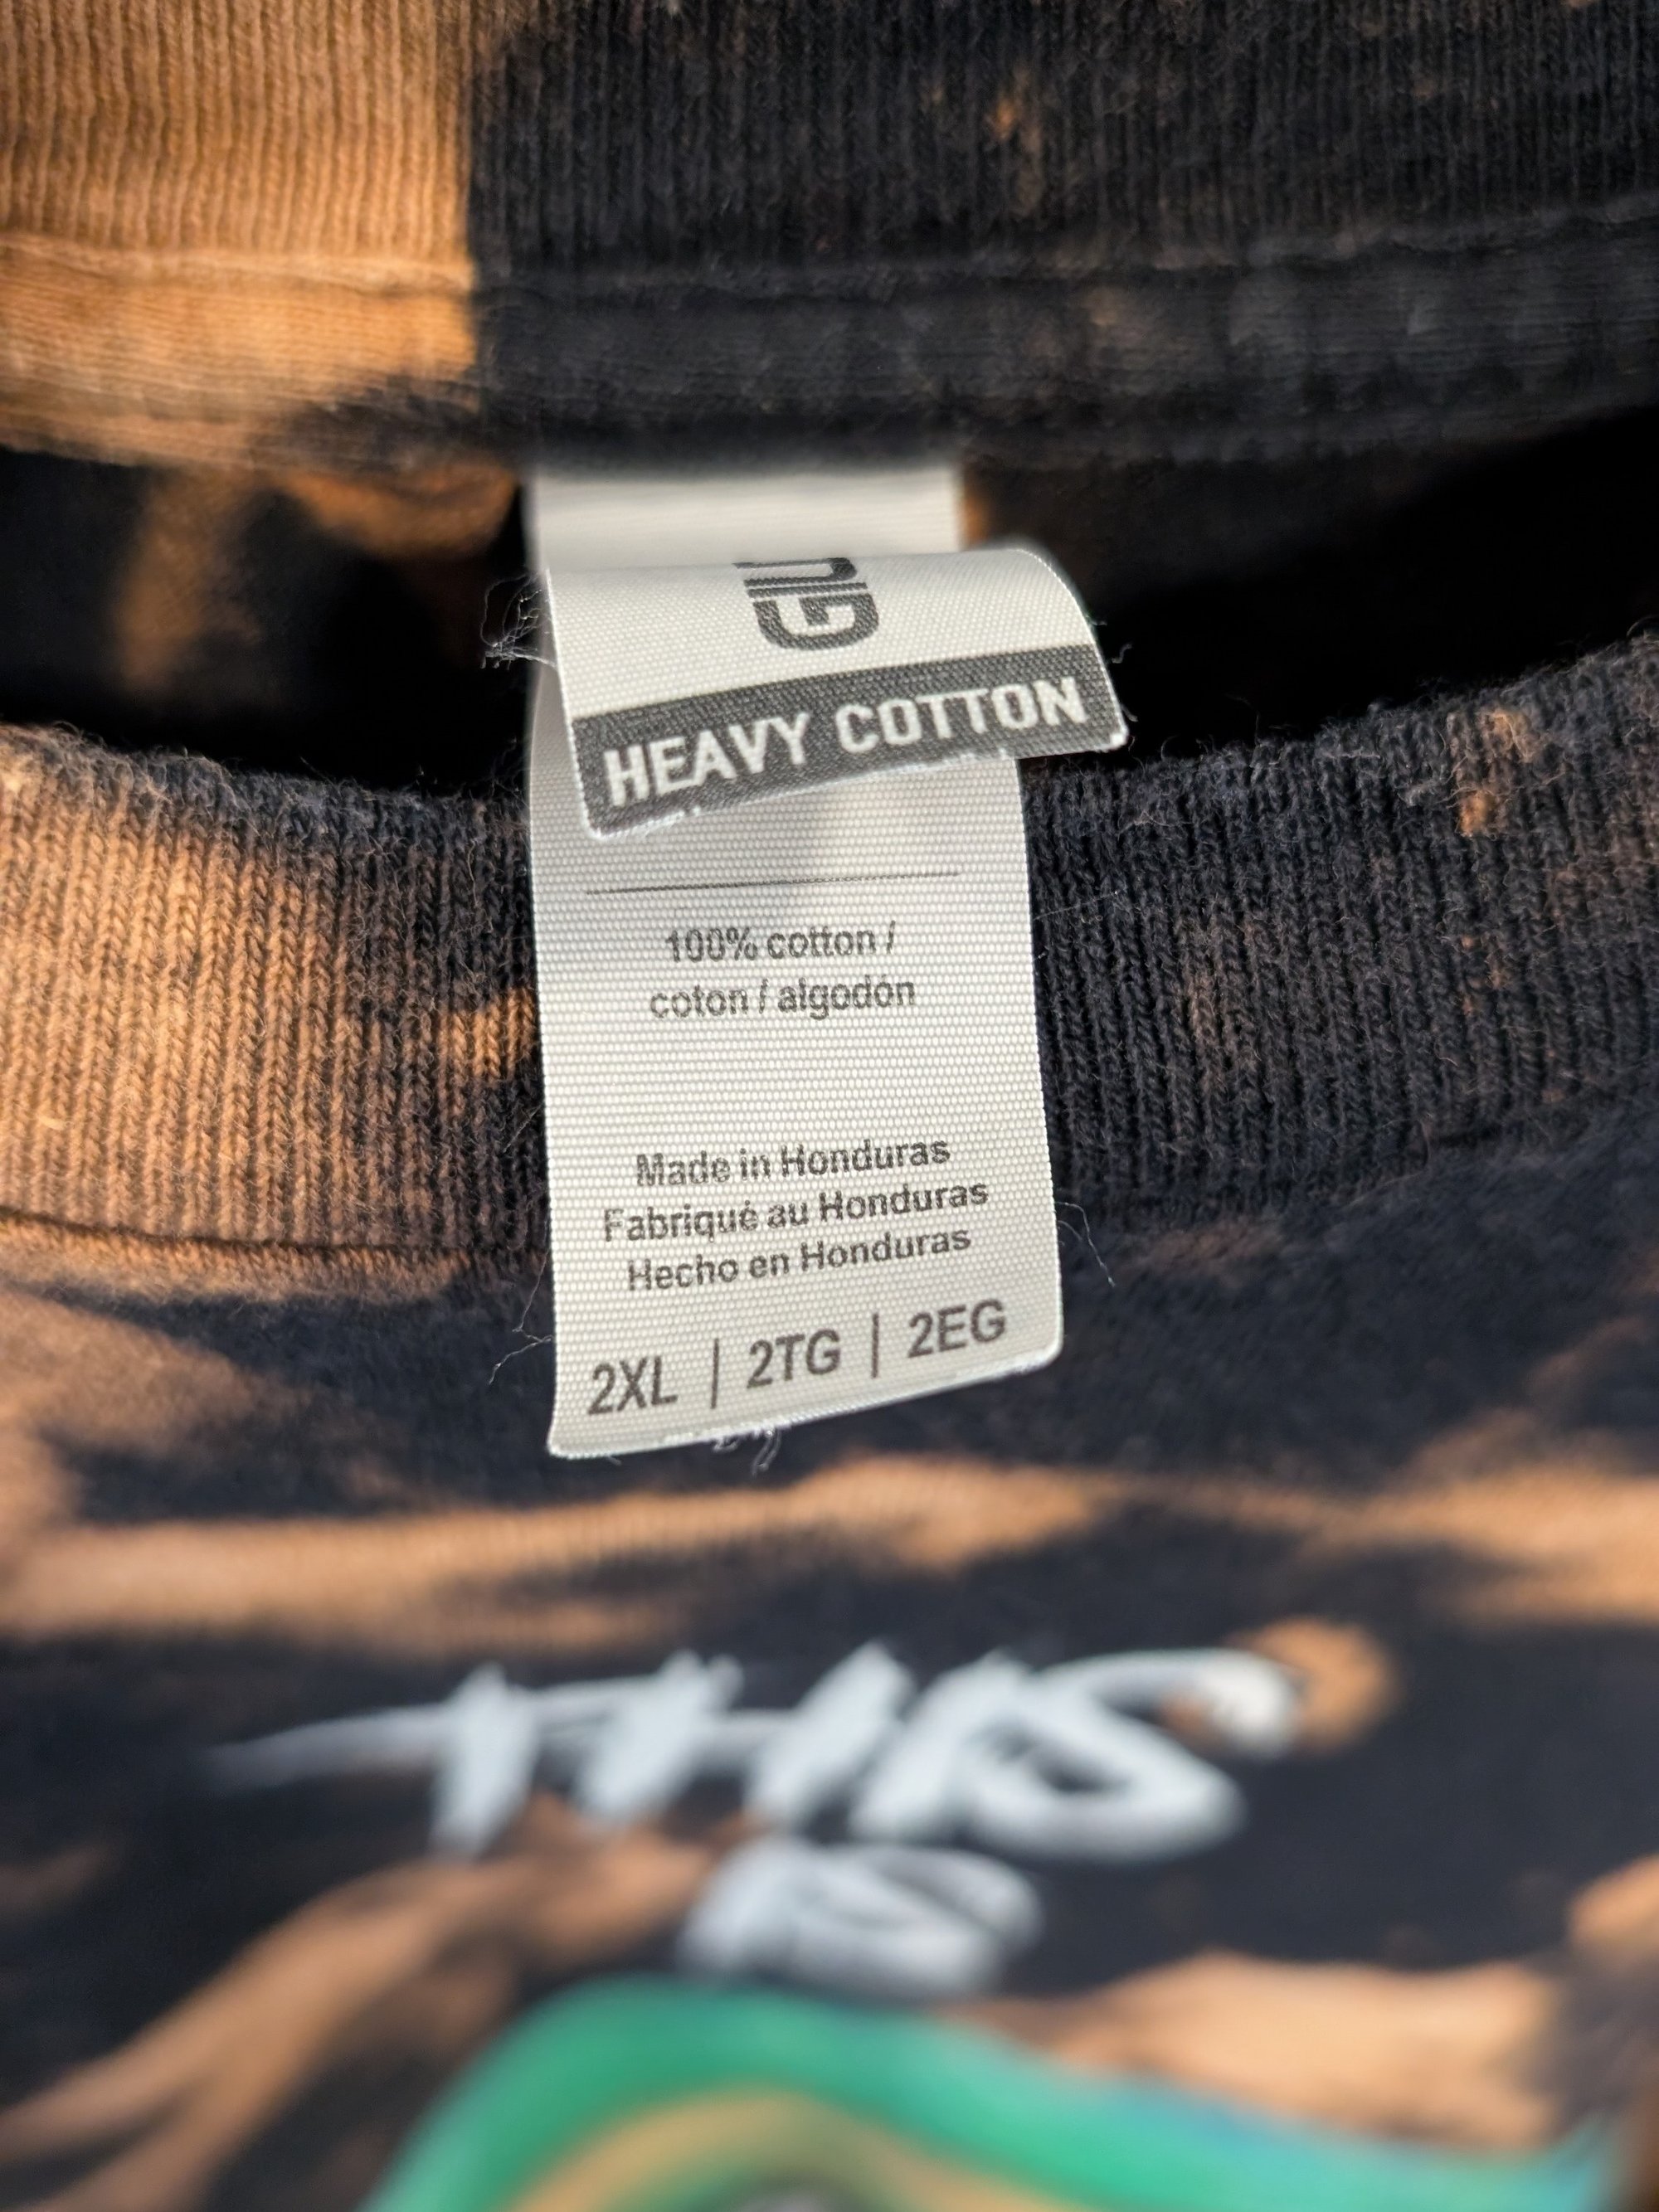 G
HEAVY COTTON
100% cotton /
coton / algodón
Made in Honduras
Fabriqué au Honduras
Hecho en Honduras
2XL | 2TG | 2EG
THIS
IS